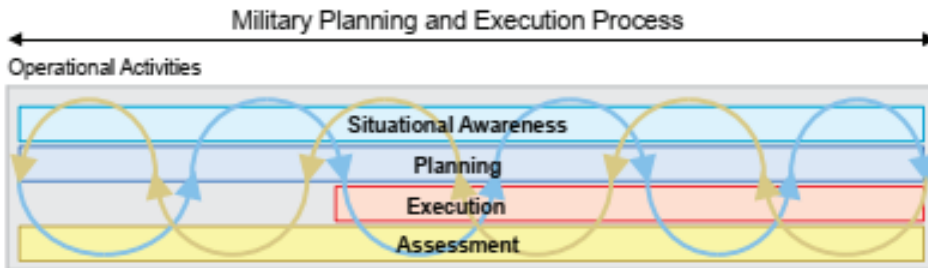 Military Planning and Execution Process
Operational Activities
Situational Awareness
Planning
Execution
Assessment